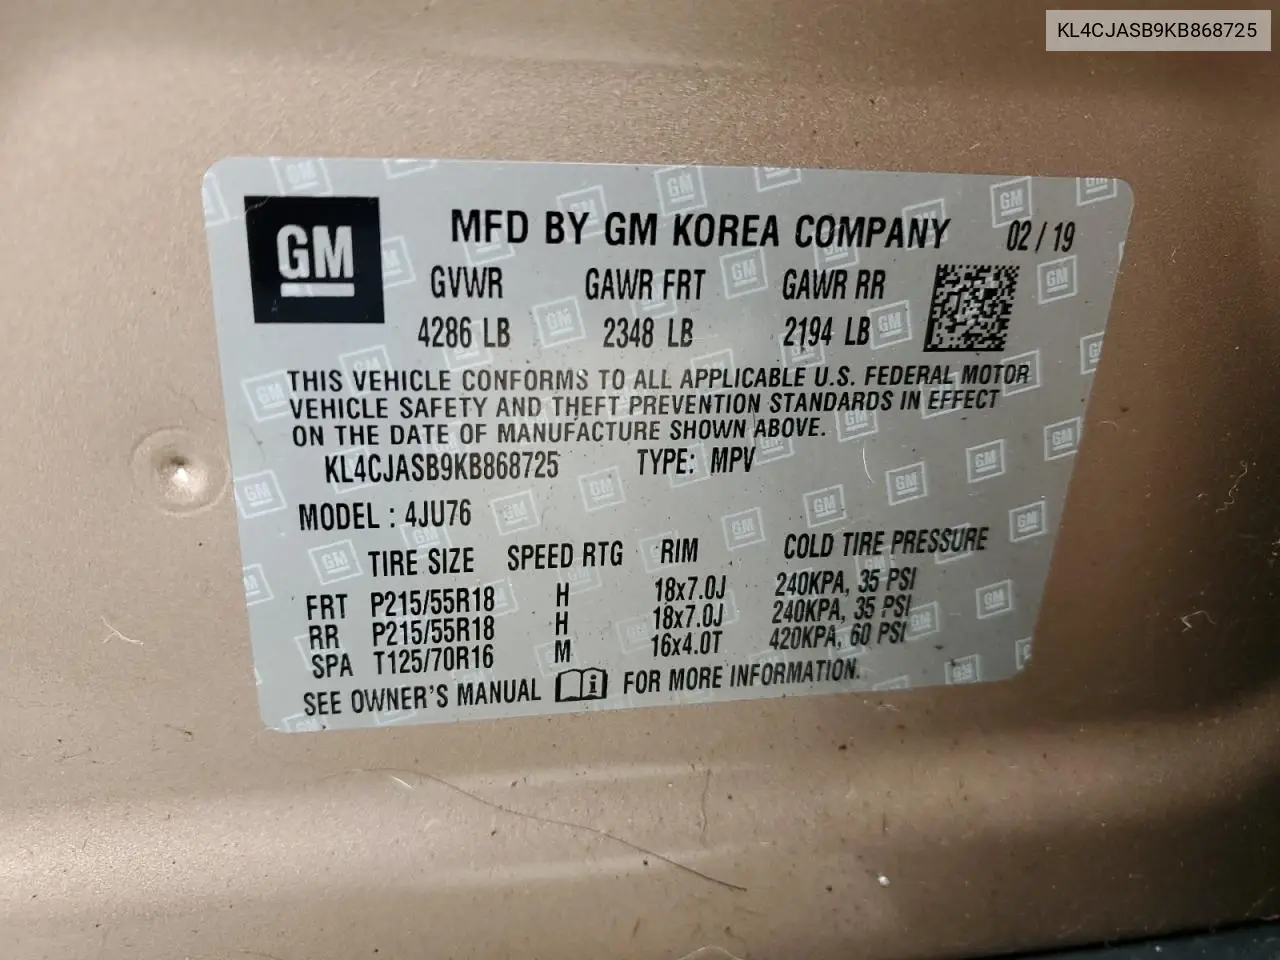 KL4CJASB9KB868725
GM
MFD BY GM KOREA COMPANY 02 / 19
GVWR GAWR FRT GAWR RR
4286 LB 2348 LB 2194 LB
THIS VEHICLE CONFORMS TO ALL APPLICABLE U.S. FEDERAL MOTOR
VEHICLE SAFETY AND THEFT PREVENTION STANDARDS IN EFFECT
ON THE DATE OF MANUFACTURE SHOWN ABOVE.
KL4CJASB9KB868725 TYPE: MPV
MODEL : 4JU76
TIRE SIZE SPEED RTG RIM COLD TIRE PRESSURE
FRT P215/55R18 H 18x7.0J 240KPA, 35 PSI
RR P215/55R18 H 18x7.0J 240KPA, 35 PSI
SPA T125/70R16 M 16x4.0T 420KPA, 60 PSI
SEE OWNER'S MANUAL i FOR MORE INFORMATION.